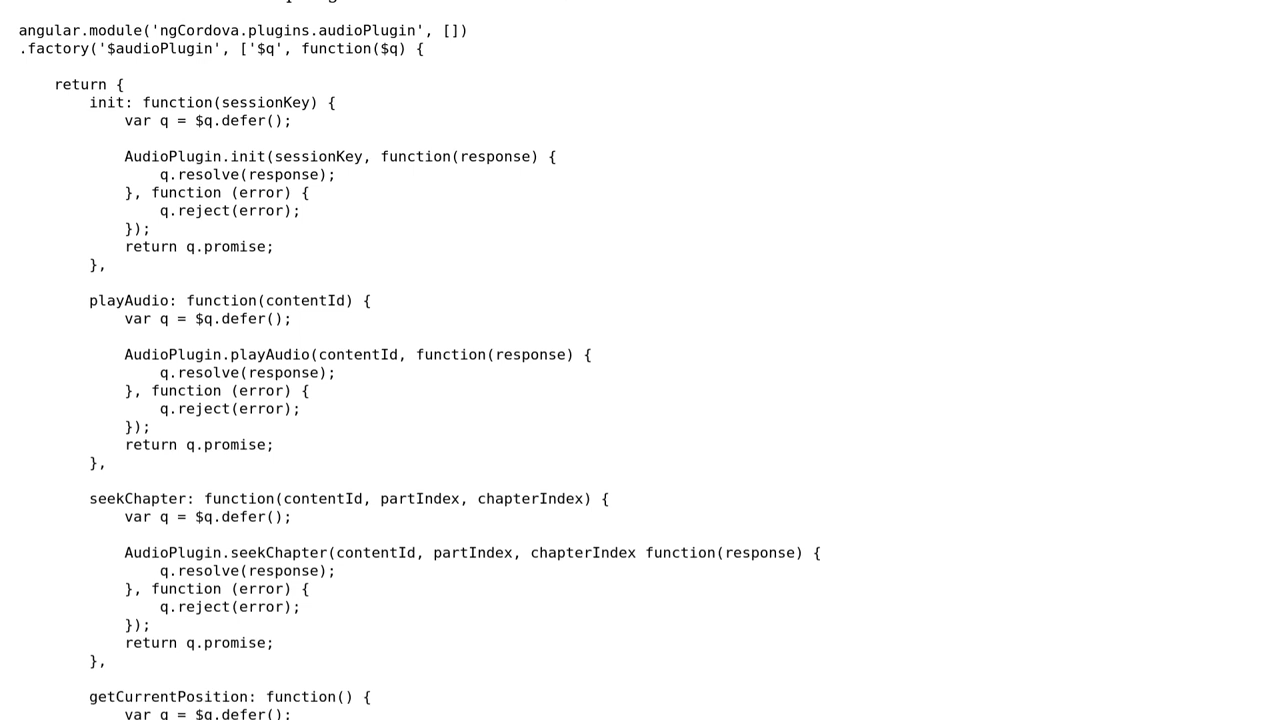 angular.module('ngCordova.plugins.audioPlugin', [])
.factory('$audioPlugin', ['$q', function($q) {

    return {
        init: function(sessionKey) {
            var q = $q.defer();

            AudioPlugin.init(sessionKey, function(response) {
                q.resolve(response);
            }, function (error) {
                q.reject(error);
            });
            return q.promise;
        },

        playAudio: function(contentId) {
            var q = $q.defer();

            AudioPlugin.playAudio(contentId, function(response) {
                q.resolve(response);
            }, function (error) {
                q.reject(error);
            });
            return q.promise;
        },

        seekChapter: function(contentId, partIndex, chapterIndex) {
            var q = $q.defer();

            AudioPlugin.seekChapter(contentId, partIndex, chapterIndex function(response) {
                q.resolve(response);
            }, function (error) {
                q.reject(error);
            });
            return q.promise;
        },

        getCurrentPosition: function() {
            var q = $q.defer();